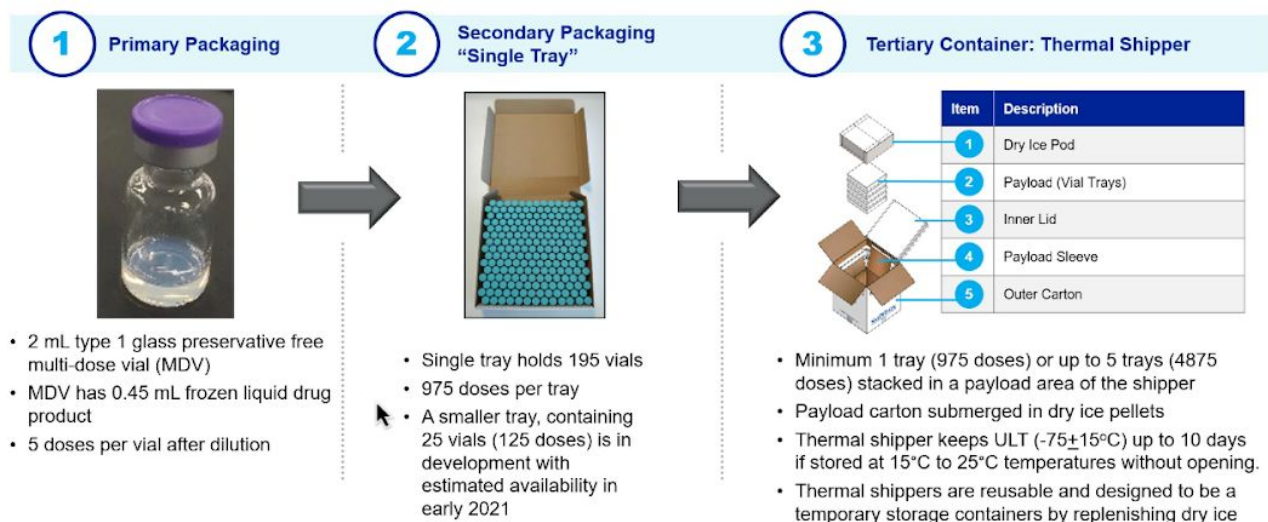 1
Primary Packaging
2 mL type 1 glass preservative free
multi-dose vial (MDV)
MDV has 0.45 mL frozen liquid drug
product
5 doses per vial after dilution
2
Secondary Packaging
“Single Tray”
Single tray holds 195 vials
975 doses per tray
A smaller tray, containing
25 vials (125 doses) is in
development with
estimated availability in
early 2021
3
Tertiary Container: Thermal Shipper
Item Description
1 Dry Ice Pod
2 Payload (Vial Trays)
3 Inner Lid
4 Payload Sleeve
5 Outer Carton
Minimum 1 tray (975 doses) or up to 5 trays (4875
doses) stacked in a payload area of the shipper
Payload carton submerged in dry ice pellets
Thermal shipper keeps ULT (-75±15°C) up to 10 days
if stored at 15°C to 25°C temperatures without opening.
Thermal shippers are reusable and designed to be a
temporary storage containers by replenishing dry ice